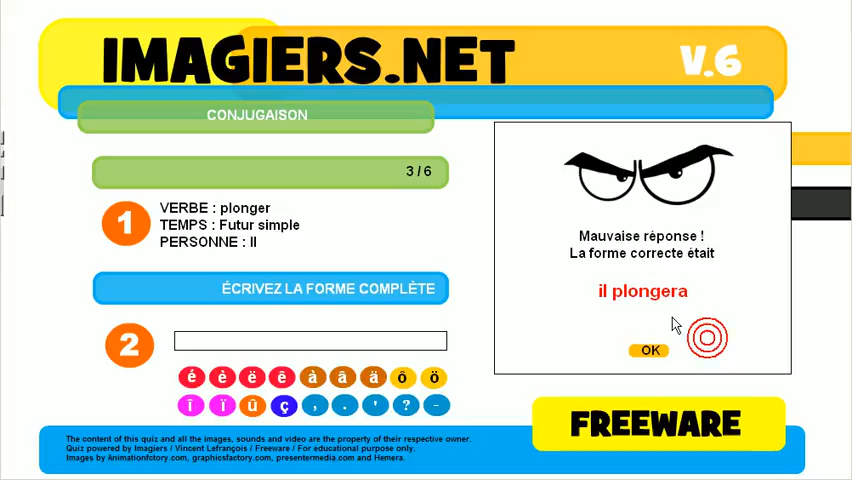 IMAGIERS.NET
V.6
CONJUGAISON
3 / 6
1
VERBE : plonger
TEMPS : Futur simple
PERSONNE : Il
ÉCRIVEZ LA FORME COMPLÈTE
2
é è ë ê à â ä ô ö
î ï û ç , . ' ? -
Mauvaise réponse !
La forme correcte était
il plongera
OK
FREEWARE
The content of this quiz and all the images, sounds and video are the property of their respective owner.
Quiz powered by Imagiers / Vincent Lefrançois / Freeware / For educational purpose only.
Images by Animationfctory.com, graphicsfactory.com, presentermedia.com and Hemera.